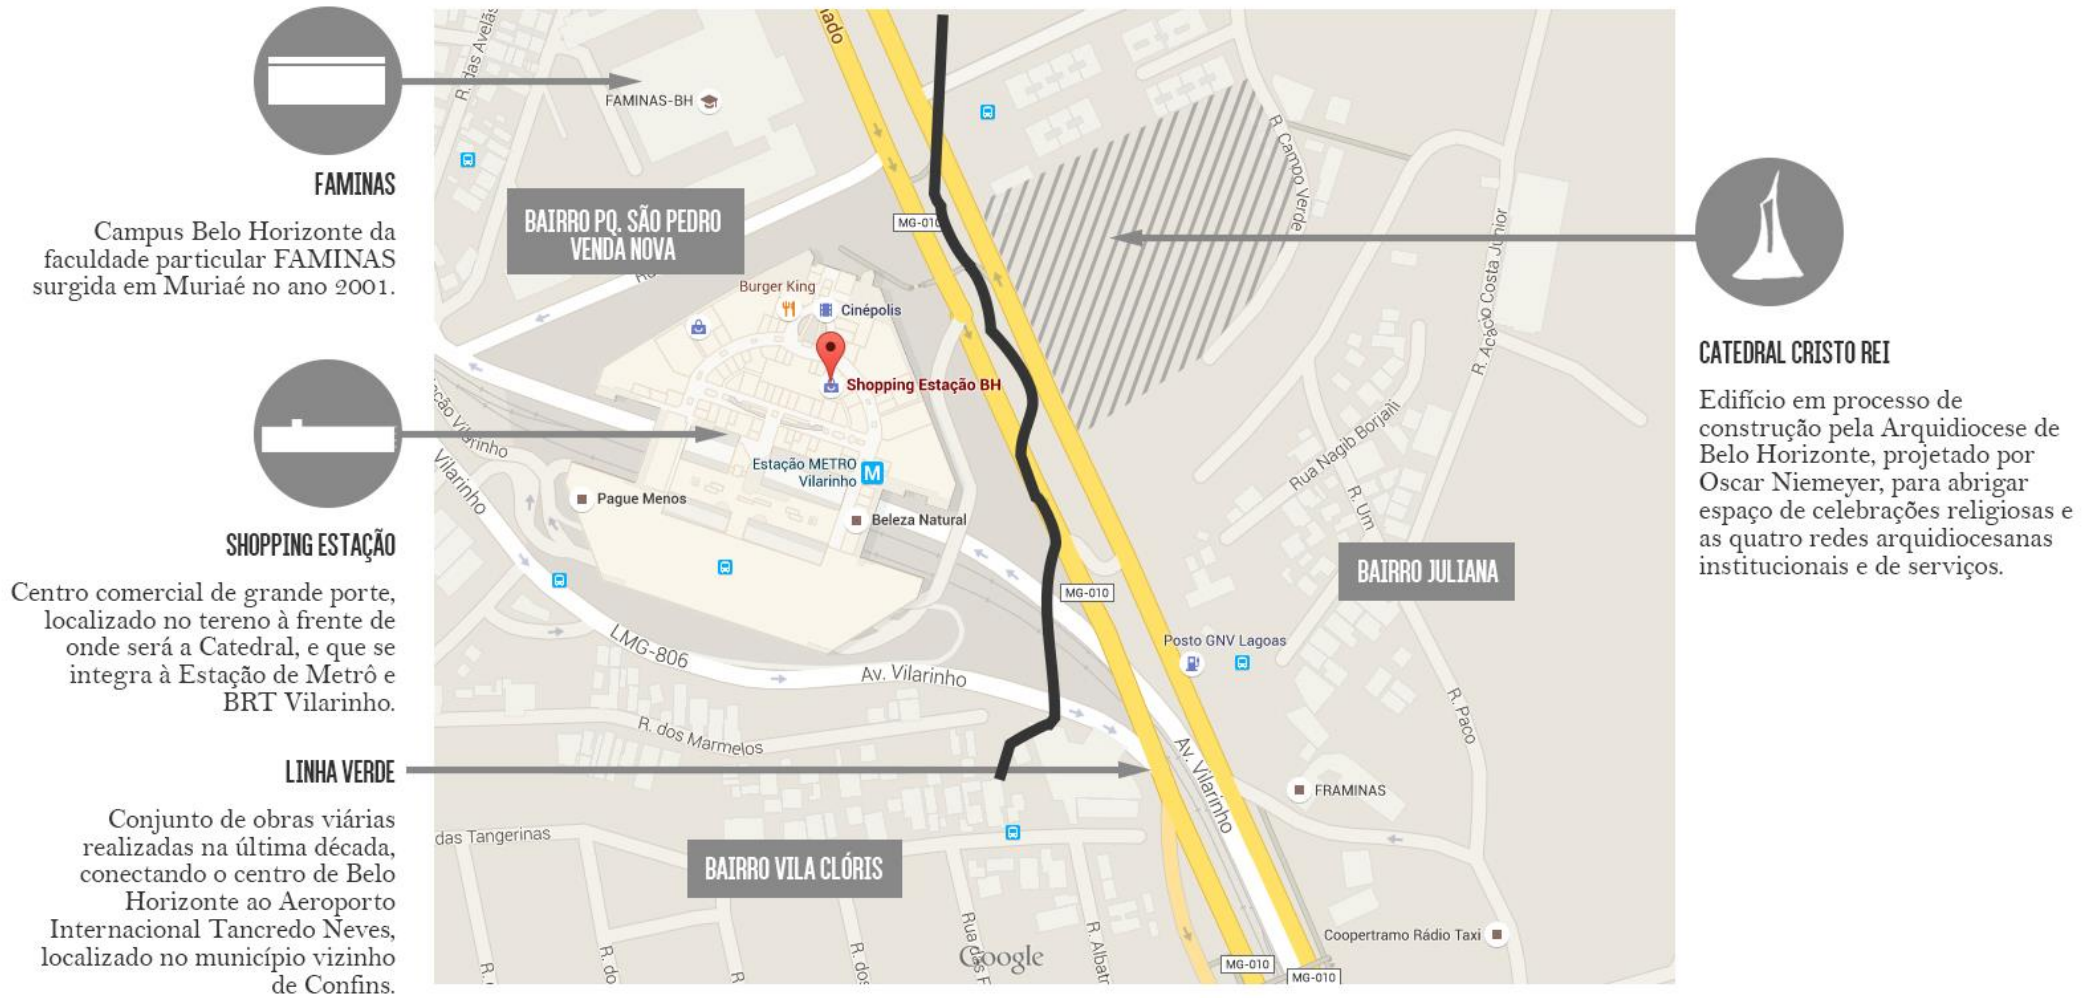 FAMINAS
Campus Belo Horizonte da
faculdade particular FAMINAS
surgida em Muriaé no ano 2001.
SHOPPING ESTAÇÃO
Centro comercial de grande porte,
localizado no tereno à frente de
onde será a Catedral, e que se
integra à Estação de Metrô e
BRT Vilarinho.
LINHA VERDE
Conjunto de obras viárias
realizadas na última década,
conectando o centro de Belo
Horizonte ao Aeroporto
Internacional Tancredo Neves,
localizado no município vizinho
de Confins.
R. das Avelãs
FAMINAS-BH
BAIRRO PQ. SÃO PEDRO
VENDA NOVA
MG-010
R. Campo Verde
R. Acácio Costa Junior
Burger King
Cinépolis
Shopping Estação BH
Estação METRO
Vilarinho
M
Pague Menos
Beleza Natural
Vilarinho
Vilarinho
Rua Nagib Borjaili
R. Um
BAIRRO JULIANA
MG-010
LMG-806
Av. Vilarinho
Posto GNV Lagoas
R. dos Marmelos
R. Paco
Av. Vilarinho
FRAMINAS
das Tangerinas
BAIRRO VILA CLÓRIS
Coopertramo Rádio Taxi
Google
R.
R. do
R
R. dos
Rua das F
R. Albatr
MG-010
MG-010
CATEDRAL CRISTO REI
Edifício em processo de
construção pela Arquidiocese de
Belo Horizonte, projetado por
Oscar Niemeyer, para abrigar
espaço de celebrações religiosas e
as quatro redes arquidiocesanas
institucionais e de serviços.